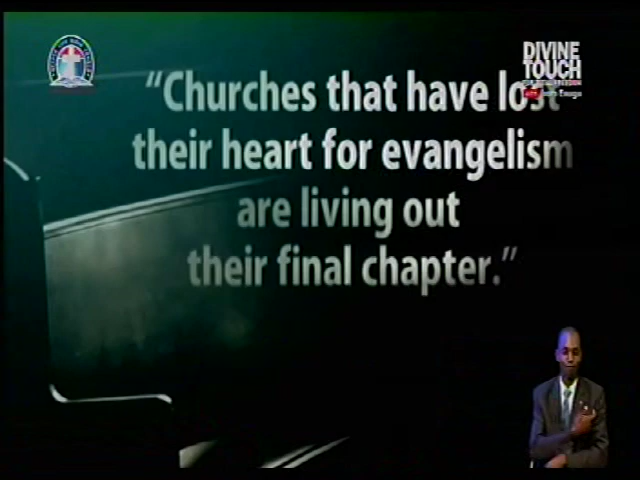 DIVINE
TOUCH
“Churches that have lost
their heart for evangelism
are living out
their final chapter.”